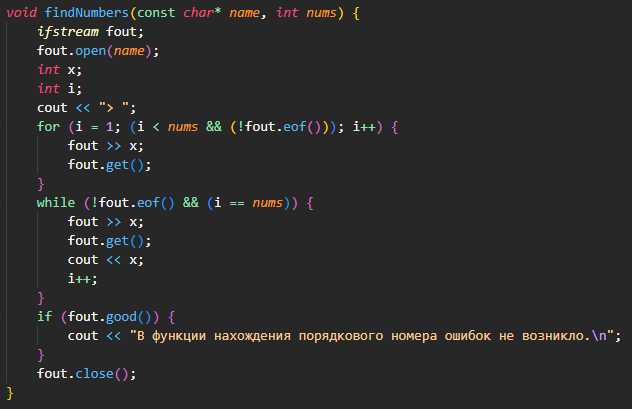 void findNumbers(const char* name, int nums) {
    ifstream fout;
    fout.open(name);
    int x;
    int i;
    cout << "> ";
    for (i = 1; (i < nums && (!fout.eof())); i++) {
        fout >> x;
        fout.get();
    }
    while (!fout.eof() && (i == nums)) {
        fout >> x;
        fout.get();
        cout << x;
        i++;
    }
    if (fout.good()) {
        cout << "В функции нахождения порядкового номера ошибок не возникло.\n";
    }
    fout.close();
}